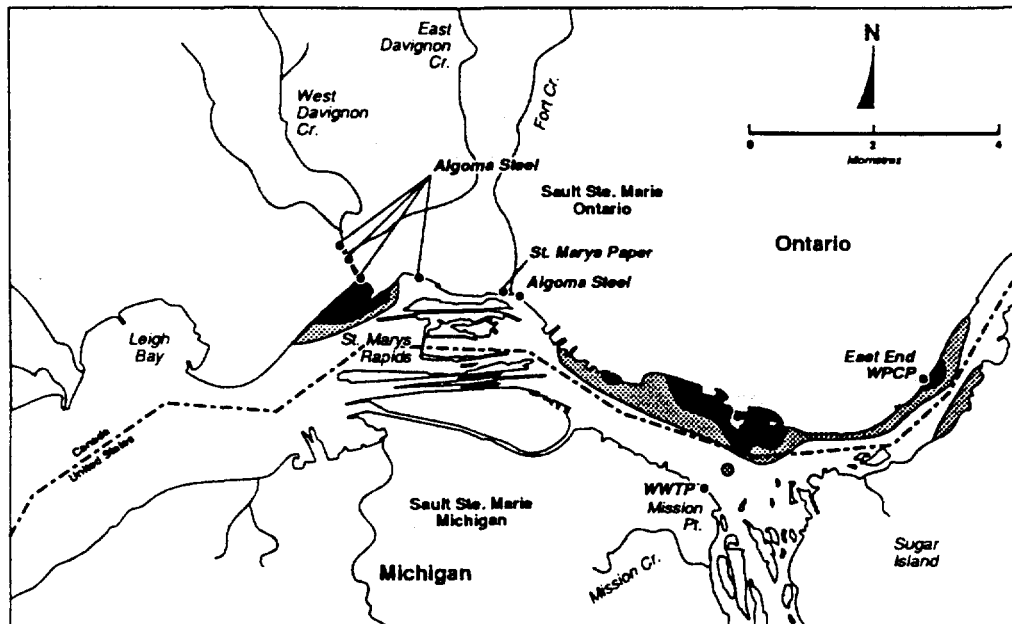 East
Davignon
Cr.
N
West
Davignon
Cr.
Fort Cr.
0
2
4
kilometres
Algoma Steel
Sault Ste. Marie
Ontario
Ontario
St. Marys Paper
Algoma Steel
Leigh
Bay
St. Marys
Rapids
East End
WPCP
Canada
United States
WWTP
Mission
Pt.
Sault Ste. Marie
Michigan
Michigan
Mission Cr.
Sugar
Island